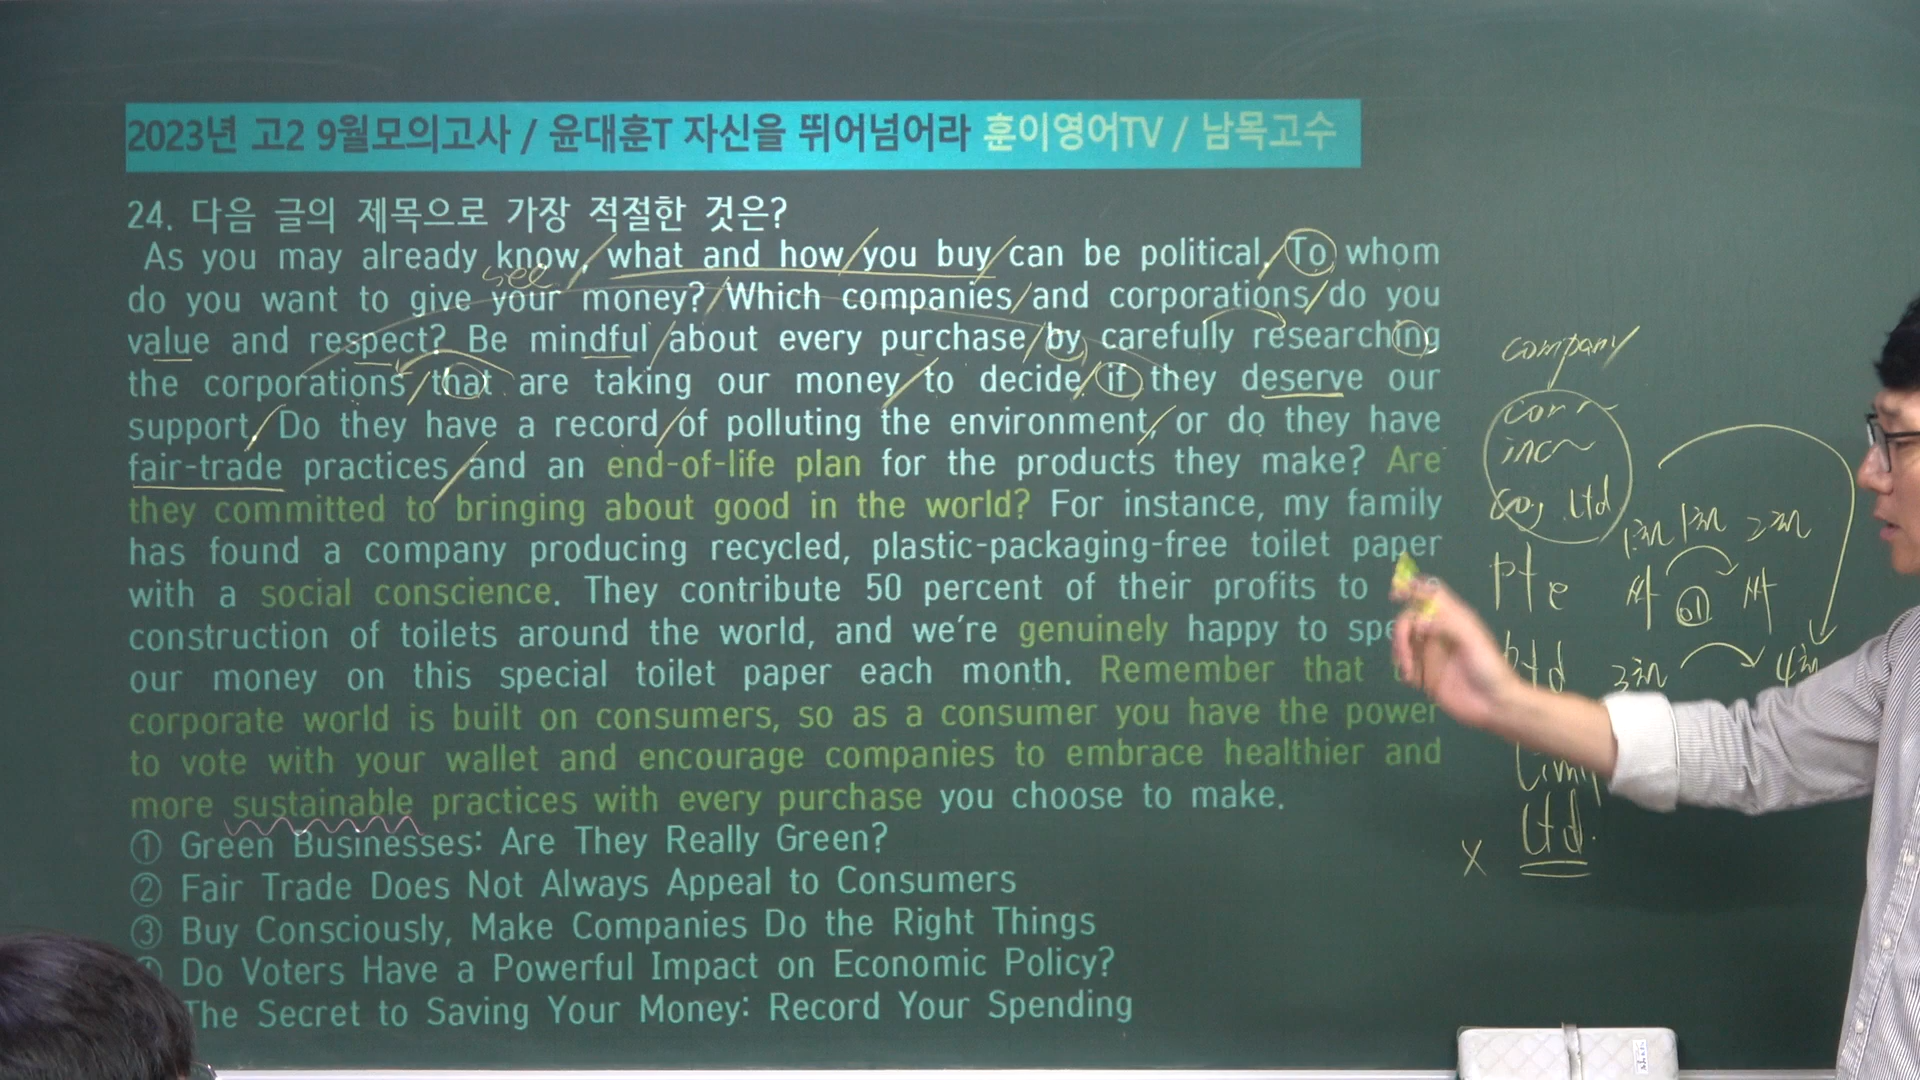 2023년 고2 9월모의고사 / 윤대훈T 자신을 뛰어넘어라 훈이영어TV / 남목고수
24. 다음 글의 제목으로 가장 적절한 것은?
As you may already know, what and how you buy can be political. To whom
see
do you want to give your money? Which companies and corporations do you
value and respect? Be mindful about every purchase by carefully researching
the corporations that are taking our money to decide if they deserve our
support. Do they have a record of polluting the environment, or do they have
fair-trade practices and an end-of-life plan for the products they make? Are
they committed to bringing about good in the world? For instance, my family
has found a company producing recycled, plastic-packaging-free toilet paper
with a social conscience. They contribute 50 percent of their profits to
construction of toilets around the world, and we're genuinely happy to spe
our money on this special toilet paper each month. Remember that
corporate world is built on consumers, so as a consumer you have the power
to vote with your wallet and encourage companies to embrace healthier and
more sustainable practices with every purchase you choose to make.
① Green Businesses: Are They Really Green?
② Fair Trade Does Not Always Appeal to Consumers
③ Buy Consciously, Make Companies Do the Right Things
Do Voters Have a Powerful Impact on Economic Policy?
The Secret to Saving Your Money: Record Your Spending
company
corr
inc
co, Ltd
pte
Ltd.
X